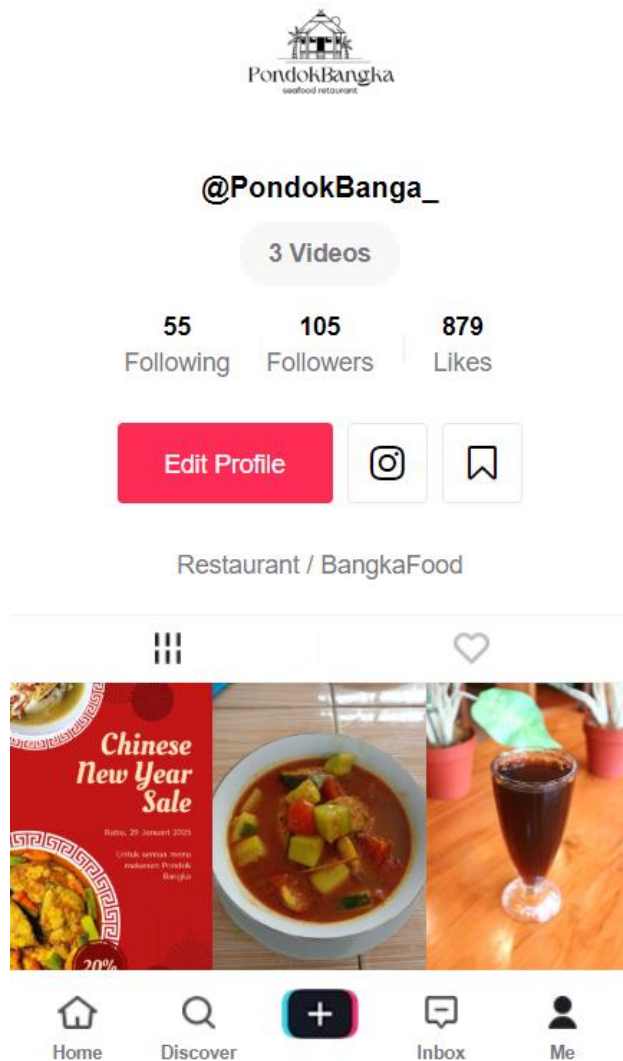 PondokBangka
seafood retaurant
@PondokBanga_
3 Videos
55
Following
105
Followers
879
Likes
Edit Profile
Restaurant / BangkaFood
Chinese
New Year
Sale
Rabu, 29 Januari 2025
Untuk semua menu
makanan Pondok
Bangka
20%
Home
Discover
Inbox
Me